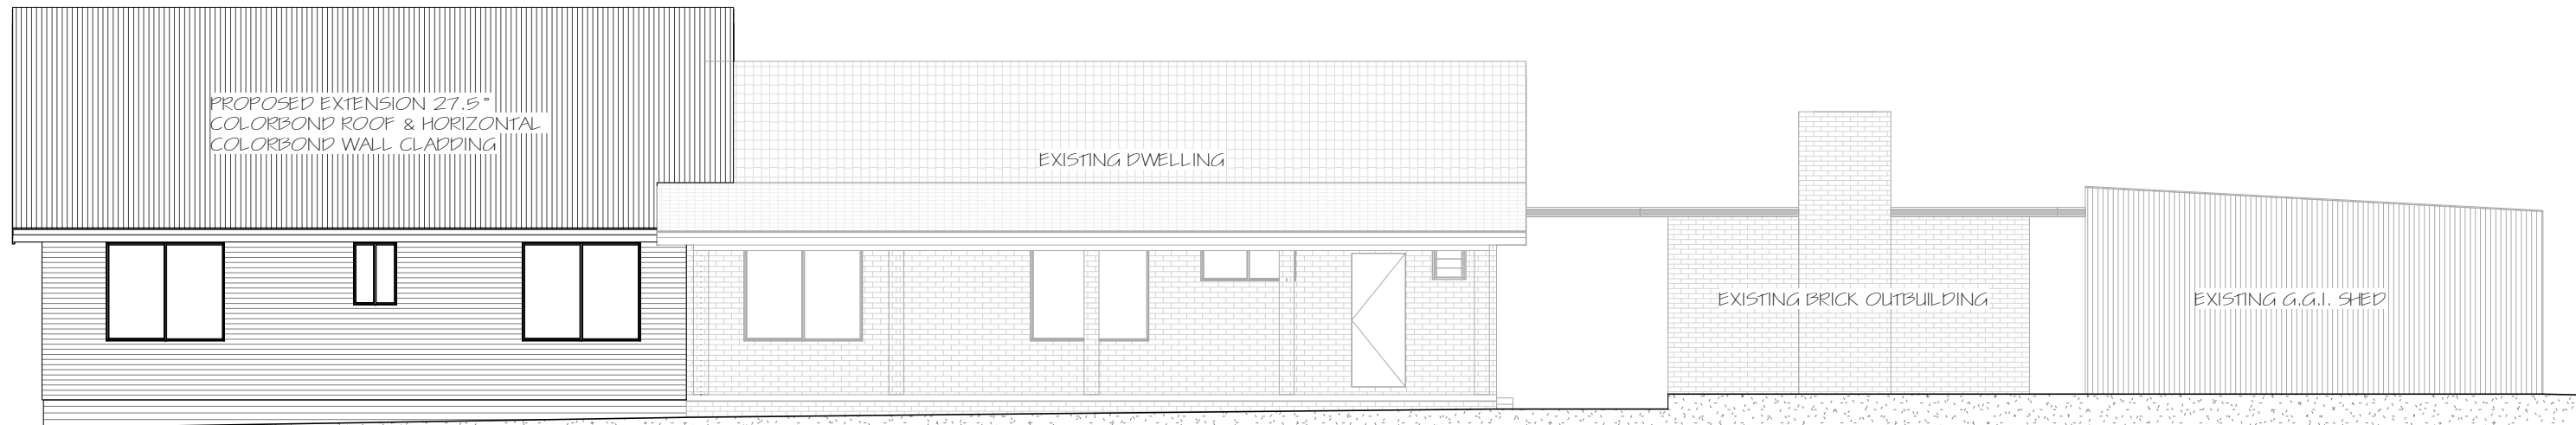 PROPOSED EXTENSION 27.5°
COLORBOND ROOF & HORIZONTAL
COLORBOND WALL CLADDING
EXISTING DWELLING
EXISTING BRICK OUTBUILDING
EXISTING G.G.I. SHED